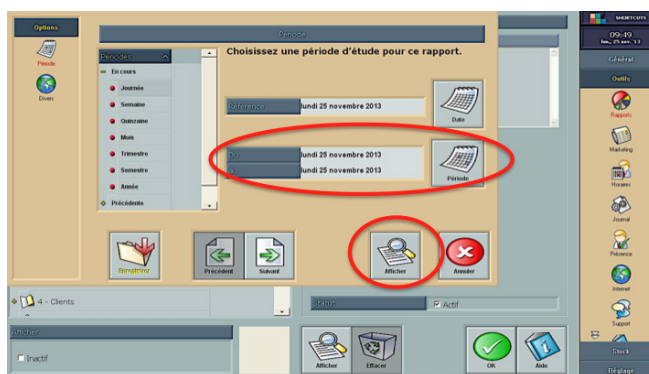 Options
Période
Divers
Période
Périodes
En cours
Journée
Semaine
Quinzaine
Mois
Trimestre
Semestre
Année
Précédente
Choisissez une période d'étude pour ce rapport.
Référence lundi 25 novembre 2013
Date
Du lundi 25 novembre 2013
Au lundi 25 novembre 2013
Période
Enregistrer
Précédent
Suivant
Afficher
Annuler
4 - Clients
Statut
Actif
Afficher
Inactif
Afficher
Effacer
OK
Aide
SHORTCUTS
09:49
lun., 25 nov. '13
Général
Outils
Rapports
Marketing
Horaires
Journal
Présence
Internet
Support
Stock
Réglage